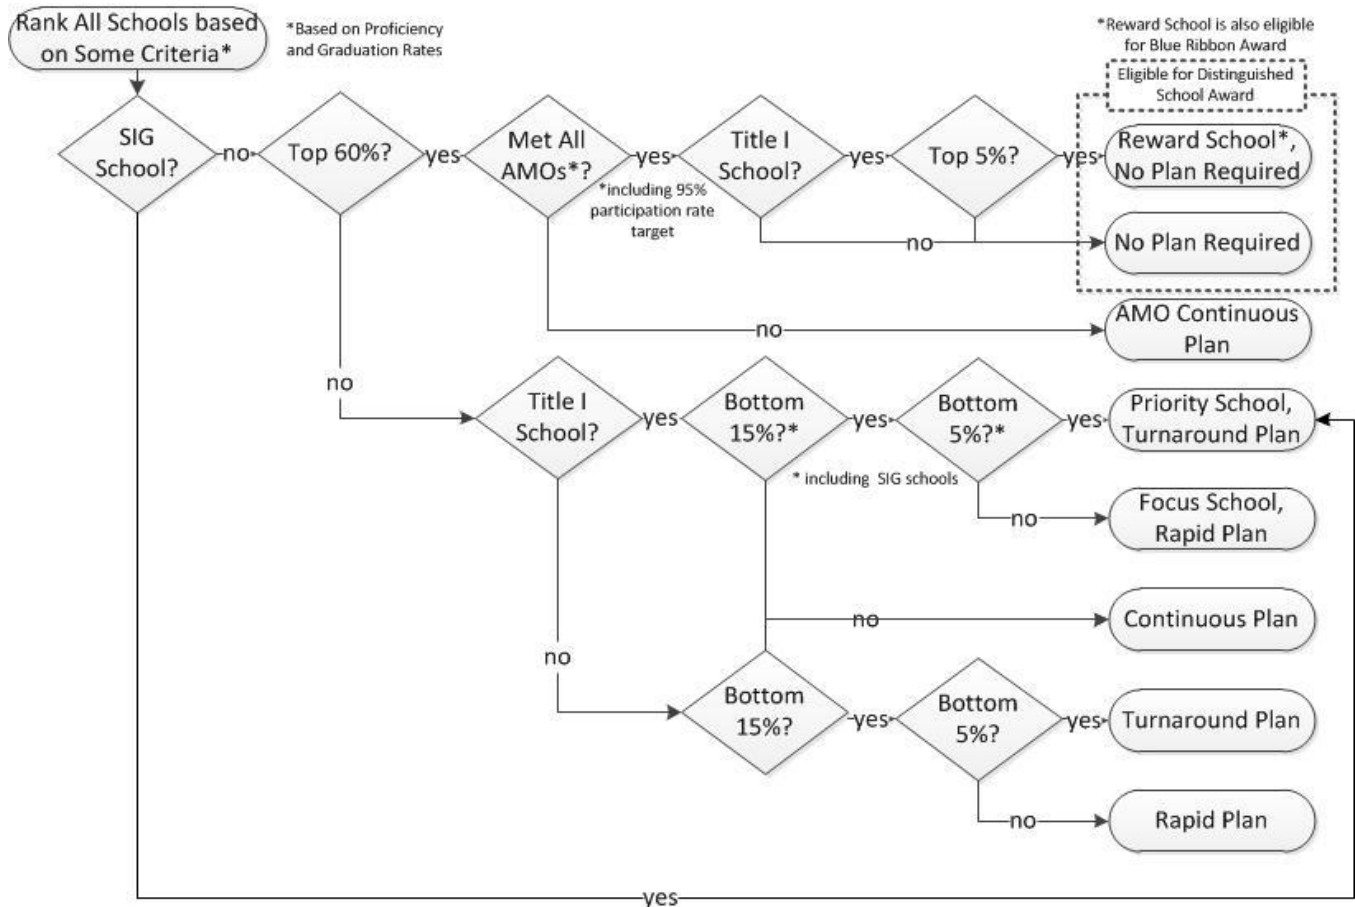 Rank All Schools based
on Some Criteria*
*Based on Proficiency
and Graduation Rates
*Reward School is also eligible
for Blue Ribbon Award
Eligible for Distinguished
School Award
SIG
School?
no
Top 60%?
yes
Met All
AMOs*?
yes
*including 95%
participation rate
target
Title I
School?
yes
Top 5%?
yes
Reward School*,
No Plan Required
no
No Plan Required
no
AMO Continuous
Plan
no
Title I
School?
yes
Bottom
15%?*
yes
* including SIG schools
Bottom
5%?*
yes
Priority School,
Turnaround Plan
no
Focus School,
Rapid Plan
no
Continuous Plan
no
Bottom
15%?
yes
Bottom
5%?
yes
Turnaround Plan
no
Rapid Plan
yes